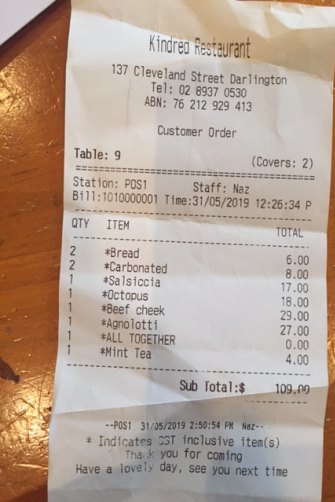 Kindred Restaurant
137 Cleveland Street Darlington
Tel: 02 8937 0530
ABN: 76 212 929 413
Customer Order
Table: 9 (Covers: 2)
Station: POS1 Staff: Naz
Bill:1010000001 Time:31/05/2019 12:26:34 P
QTY ITEM TOTAL
2 *Bread 6.00
2 *Carbonated 8.00
1 *Salsiccia 17.00
1 *Octopus 18.00
1 *Beef cheek 29.00
1 *Agnolotti 27.00
1 *ALL TOGETHER 0.00
1 *Mint Tea 4.00
Sub Total:$ 109.00
--POS1 31/05/2019 2:50:54 PM Naz--
* Indicates GST inclusive item(s)
Thank you for coming
Have a lovely day, see you next time